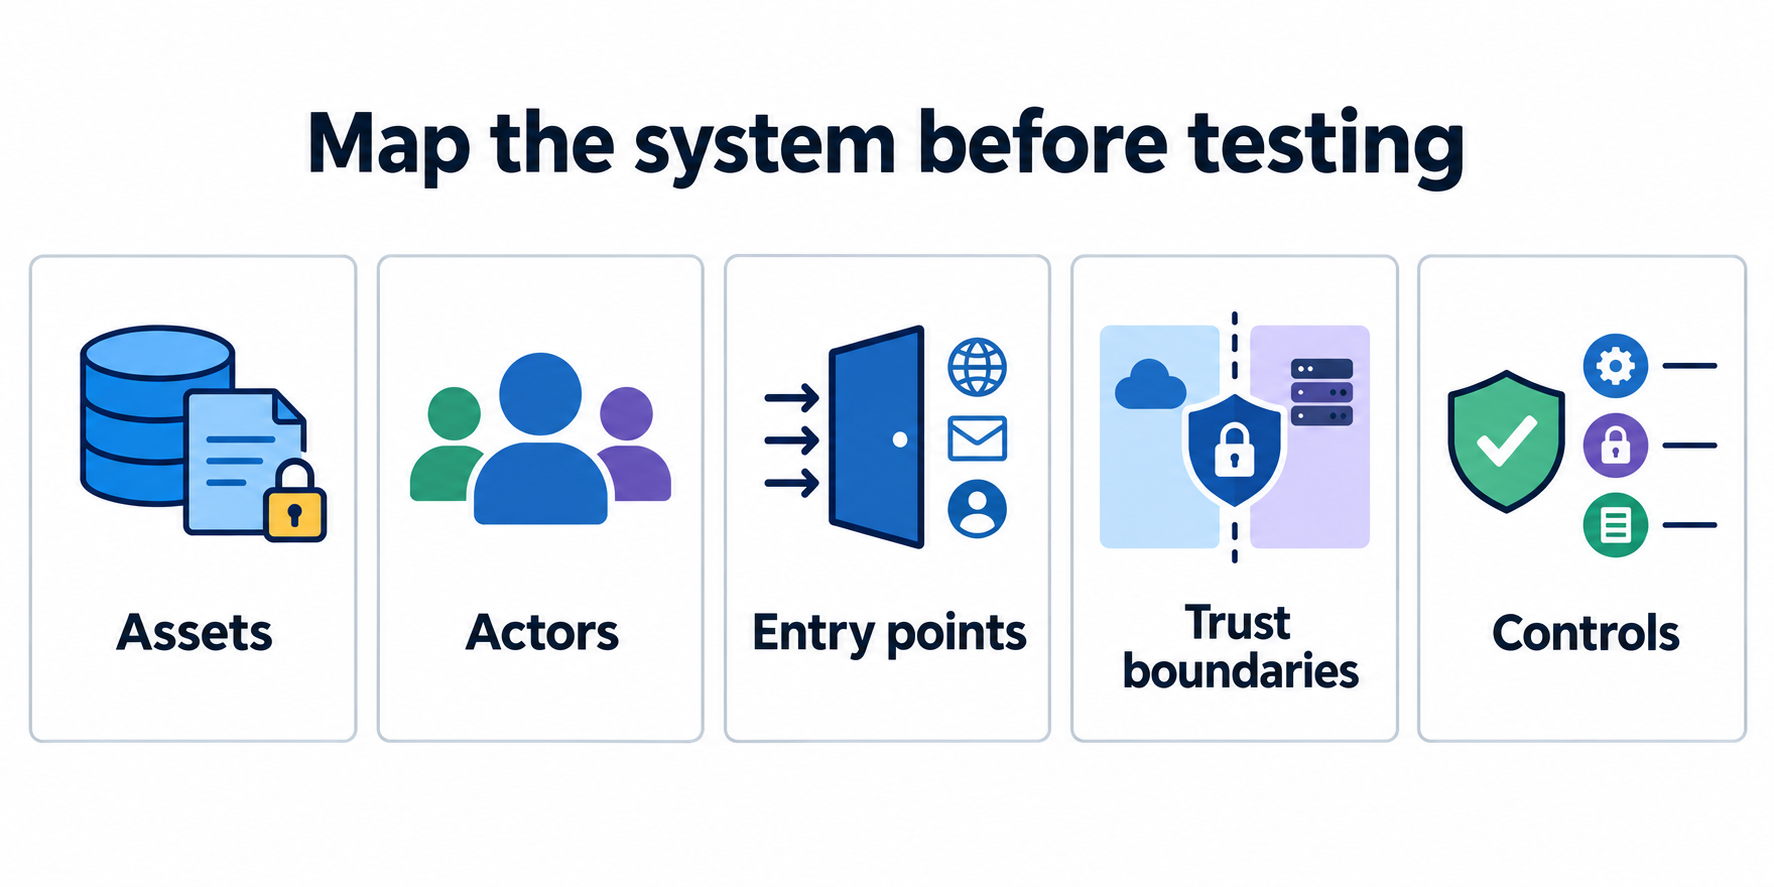 Map the system before testing
Assets
Actors
Entry points
Trust
boundaries
Controls